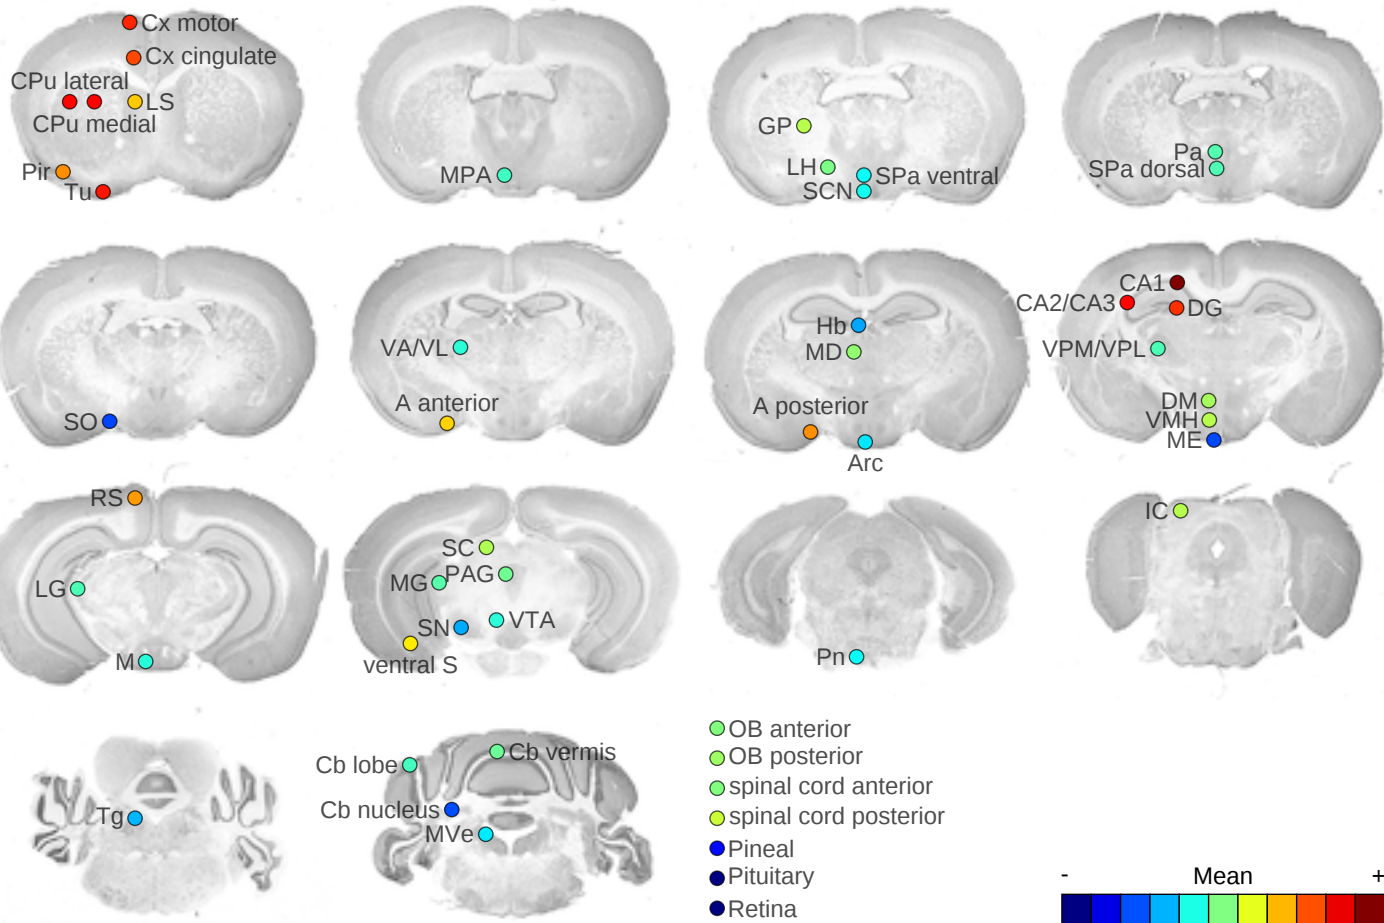 Cx motor
Cx cingulate
CPu lateral
LS
CPu medial
Pir
Tu
MPA
GP
LH
SPa ventral
SCN
Pa
SPa dorsal
SO
VA/VL
A anterior
Hb
MD
A posterior
Arc
CA1
CA2/CA3
DG
VPM/VPL
DM
VMH
ME
RS
LG
M
SC
MG
PAG
SN
VTA
ventral S
Pn
IC
Tg
Cb lobe
Cb vermis
Cb nucleus
MVe
OB anterior
OB posterior
spinal cord anterior
spinal cord posterior
Pineal
Pituitary
Retina
- Mean +